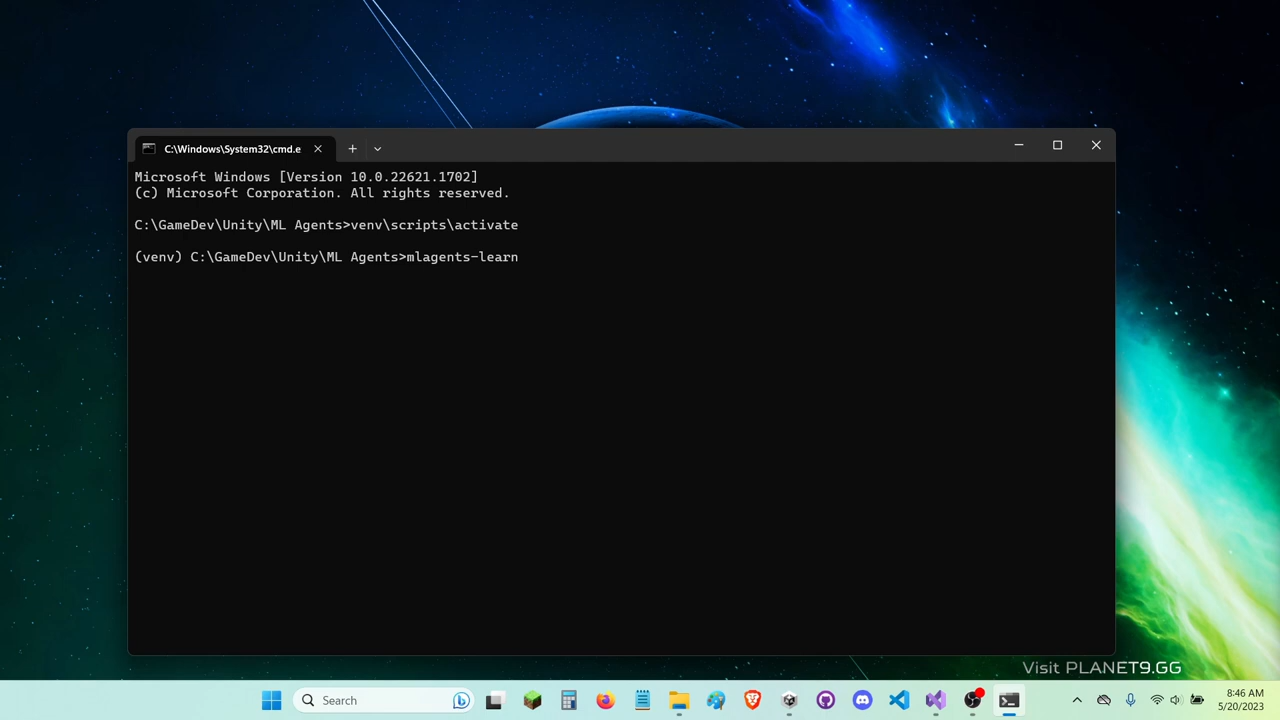 C:\Windows\System32\cmd.e
Microsoft Windows [Version 10.0.22621.1702]
(c) Microsoft Corporation. All rights reserved.
C:\GameDev\Unity\ML Agents>venv\scripts\activate
(venv) C:\GameDev\Unity\ML Agents>mlagents-learn
Visit PLANET9.GG
Search
8:46 AM
5/20/2023